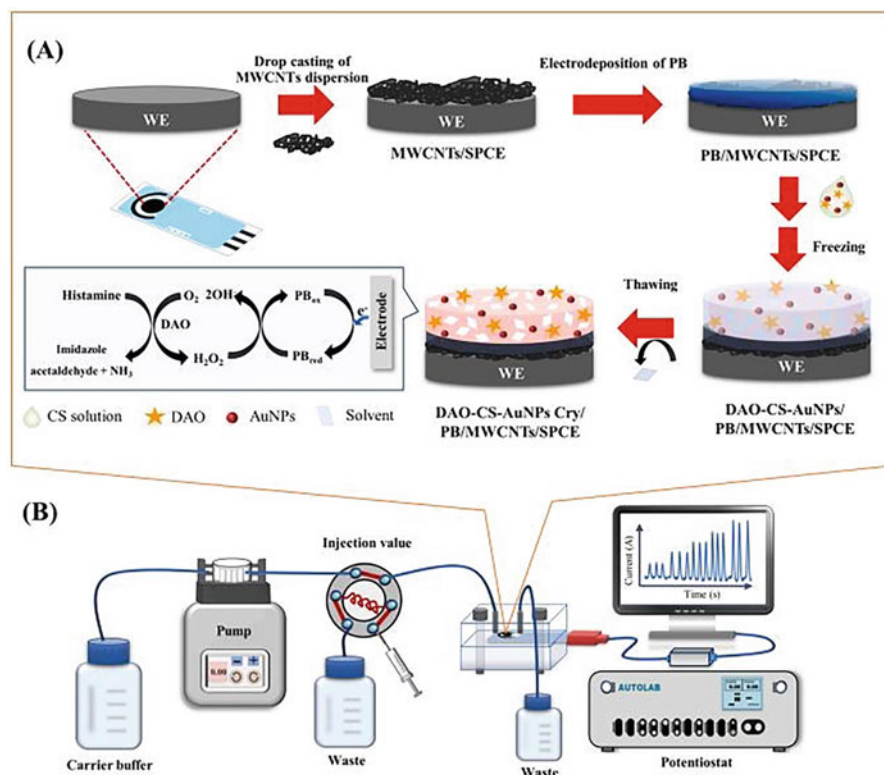 (A)
Drop casting of
MWCNTs dispersion
Electrodeposition of PB
WE
WE
WE
MWCNTs/SPCE
PB/MWCNTs/SPCE
Freezing
Thawing
Histamine
O2
2OH-
PBox
e-
Electrode
DAO
Imidazole
acetaldehyde + NH3
H2O2
PBred
WE
WE
CS solution
DAO
AuNPs
Solvent
DAO-CS-AuNPs Cry/
PB/MWCNTs/SPCE
DAO-CS-AuNPs/
PB/MWCNTs/SPCE
(B)
Injection value
Current (A)
Time (s)
Pump
0.00
AUTOLAB
Carrier buffer
Waste
Waste
Potentiostat